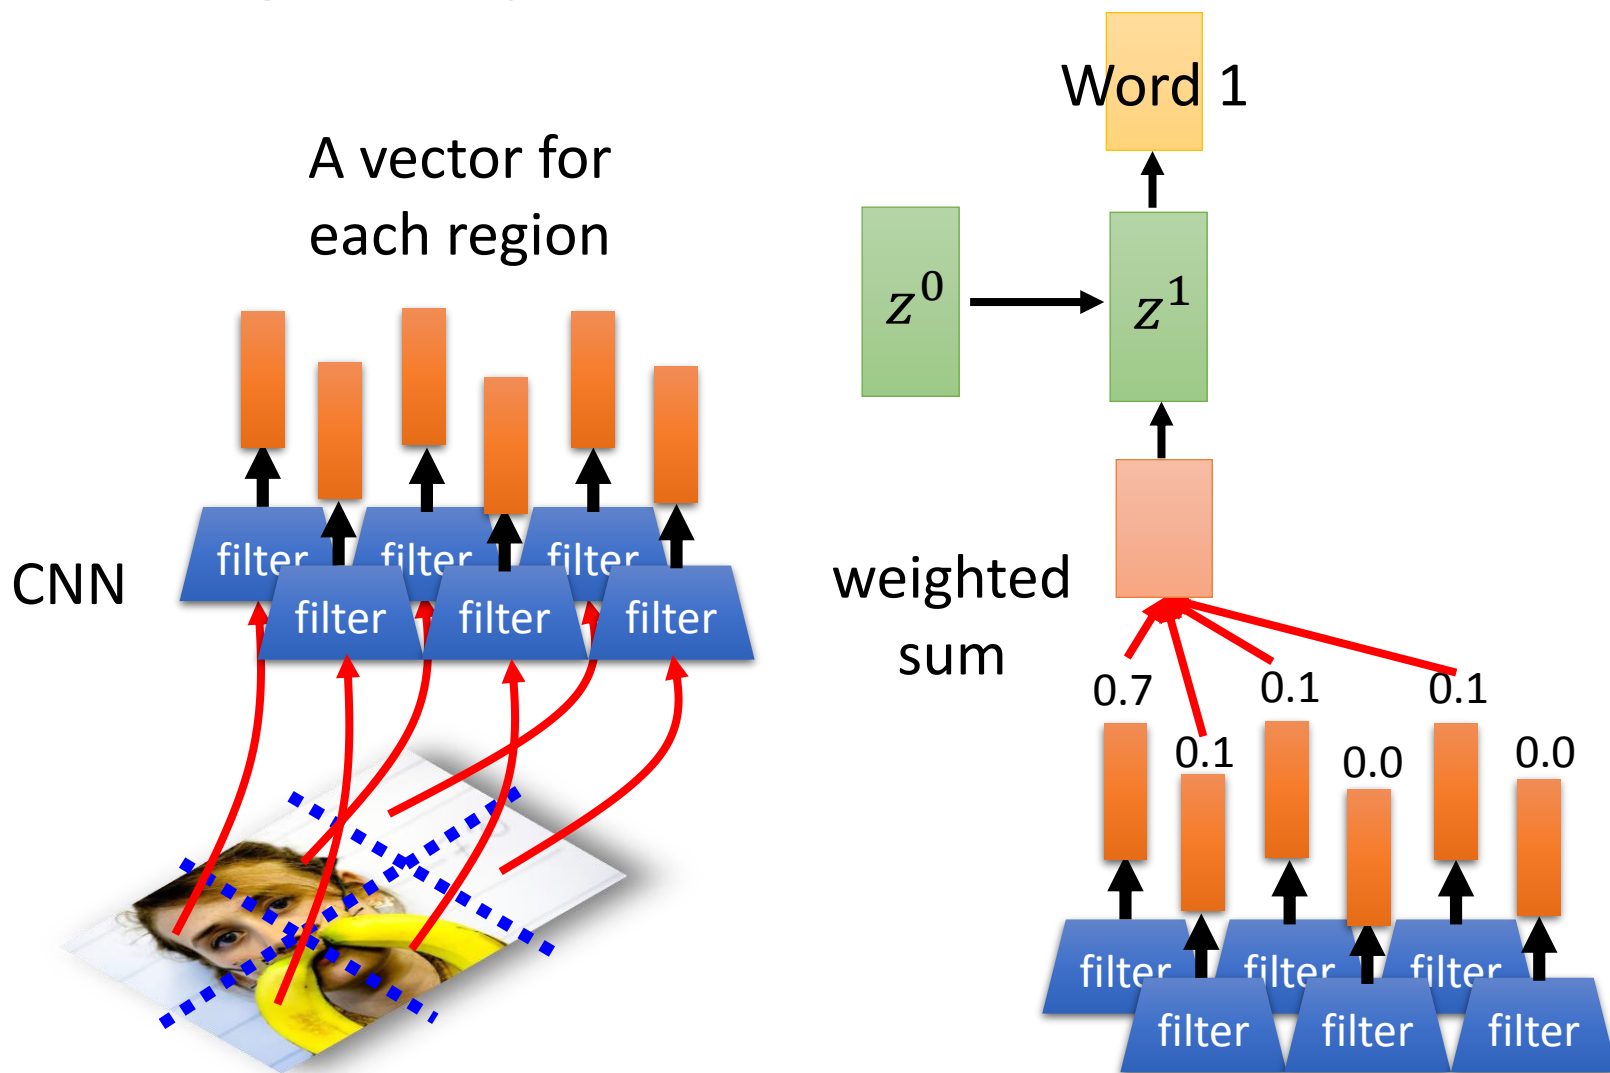 A vector for
each region
CNN
filter
filter
filter
filter
filter
filter
Word 1
z⁰
z¹
weighted
sum
0.7
0.1
0.1
0.1
0.0
0.0
filter
filter
filter
filter
filter
filter